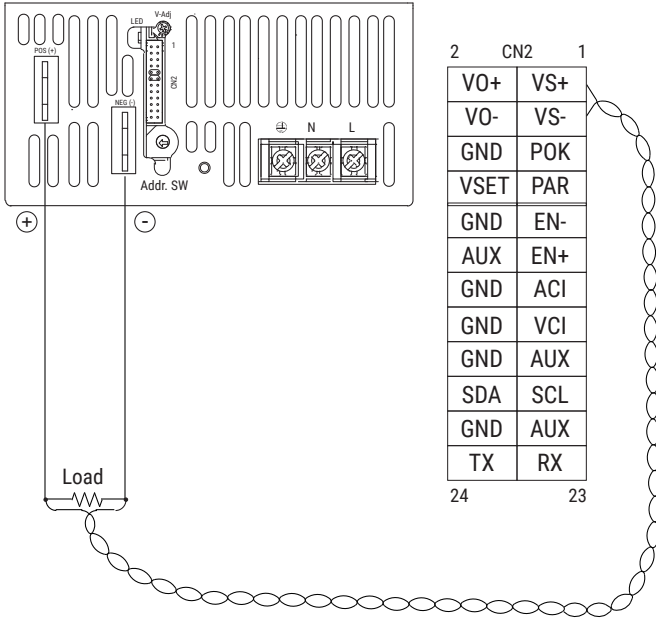 V-Adj
LED
POS (+)
1
CN2
NEG (-)
N L
Addr. SW
+ -
Load
2 CN2 1
VO+ VS+
VO- VS-
GND POK
VSET PAR
GND EN-
AUX EN+
GND ACI
GND VCI
GND AUX
SDA SCL
GND AUX
TX RX
24 23